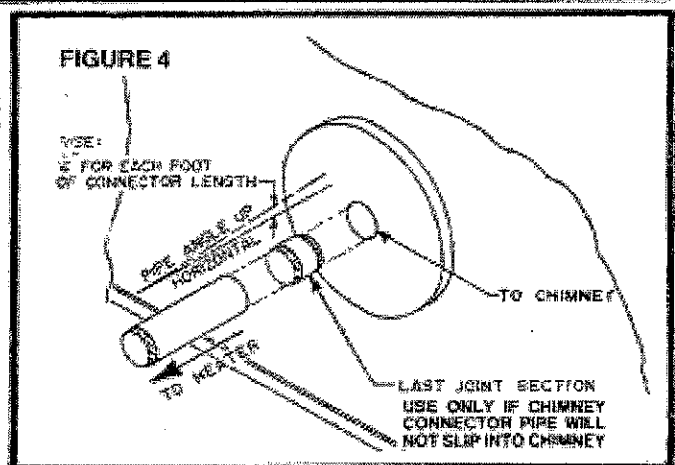 FIGURE 4
USE:
FOR EACH FOOT
OF CONNECTOR LENGTH
PIPE ANGLE UP
HORIZONTAL
TO CHIMNEY
TO HEATER
LAST JOINT SECTION
USE ONLY IF CHIMNEY
CONNECTOR PIPE WILL
NOT SLIP INTO CHIMNEY